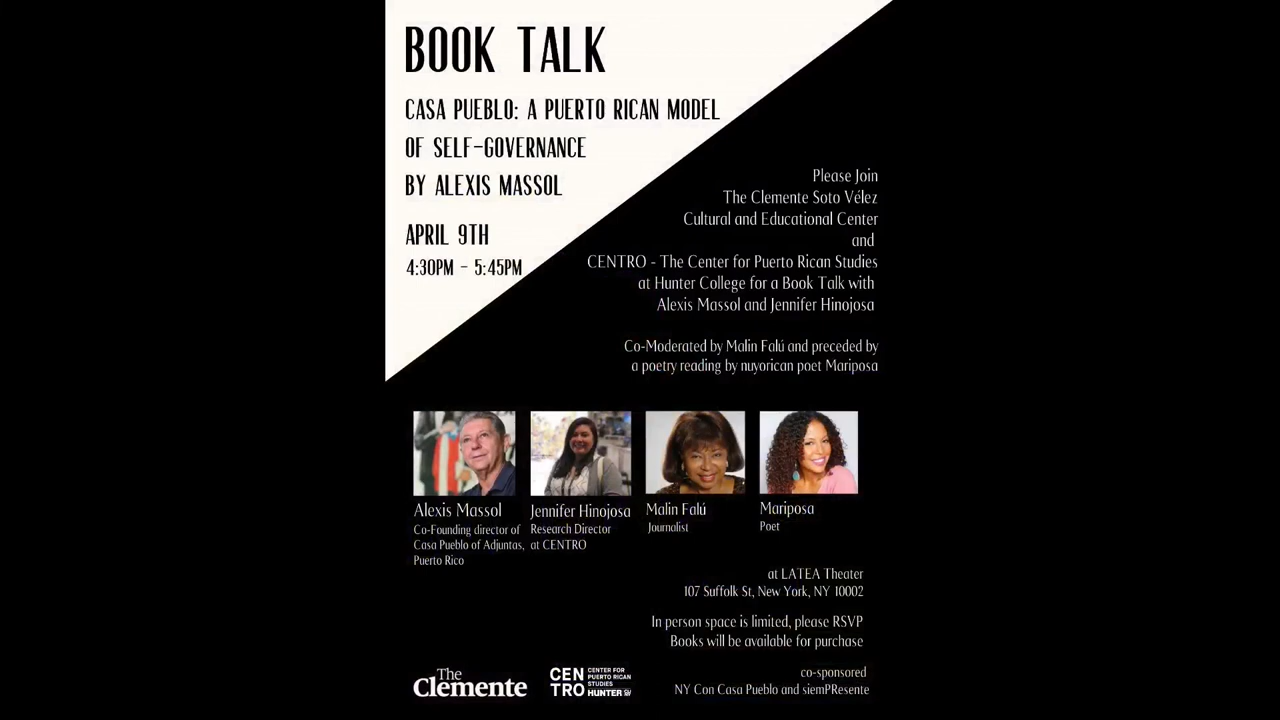 BOOK TALK
CASA PUEBLO: A PUERTO RICAN MODEL
OF SELF-GOVERNANCE
BY ALEXIS MASSOL
APRIL 9TH
4:30PM - 5:45PM
Please Join
The Clemente Soto Vélez
Cultural and Educational Center
and
CENTRO - The Center for Puerto Rican Studies
at Hunter College for a Book Talk with
Alexis Massol and Jennifer Hinojosa
Co-Moderated by Malin Falú and preceded by
a poetry reading by nuyorican poet Mariposa
Alexis Massol
Co-Founding director of
Casa Pueblo of Adjuntas,
Puerto Rico
Jennifer Hinojosa
Research Director
at CENTRO
Malin Falú
Journalist
Mariposa
Poet
at LATEA Theater
107 Suffolk St, New York, NY 10002
In person space is limited, please RSVP
Books will be available for purchase
The
Clemente
CEN
TRO
CENTER FOR
PUERTO RICAN
STUDIES
HUNTER
co-sponsored
NY Con Casa Pueblo and siemPResente